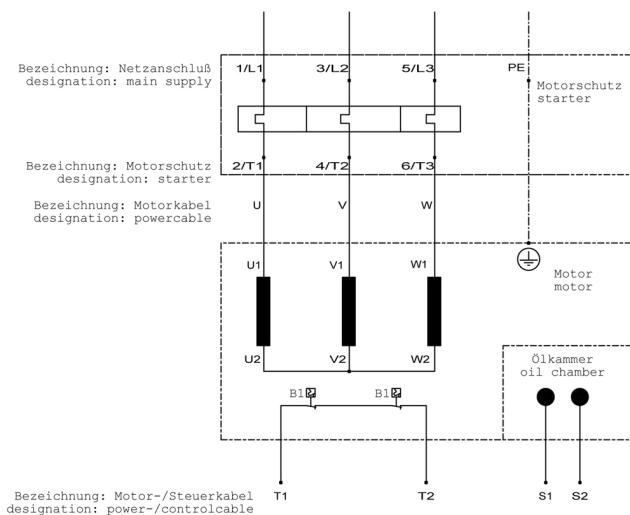 Bezeichnung: Netzanschluß
designation: main supply
1/L1 3/L2 5/L3 PE
Motorschutz
starter
Bezeichnung: Motorschutz
designation: starter
2/T1 4/T2 6/T3
Bezeichnung: Motorkabel
designation: powercable
U V W
U1 V1 W1
Motor
motor
U2 V2 W2
Ölkammer
oil chamber
B1 B1
Bezeichnung: Motor-/Steuerkabel
designation: power-/controlcable
T1 T2 S1 S2